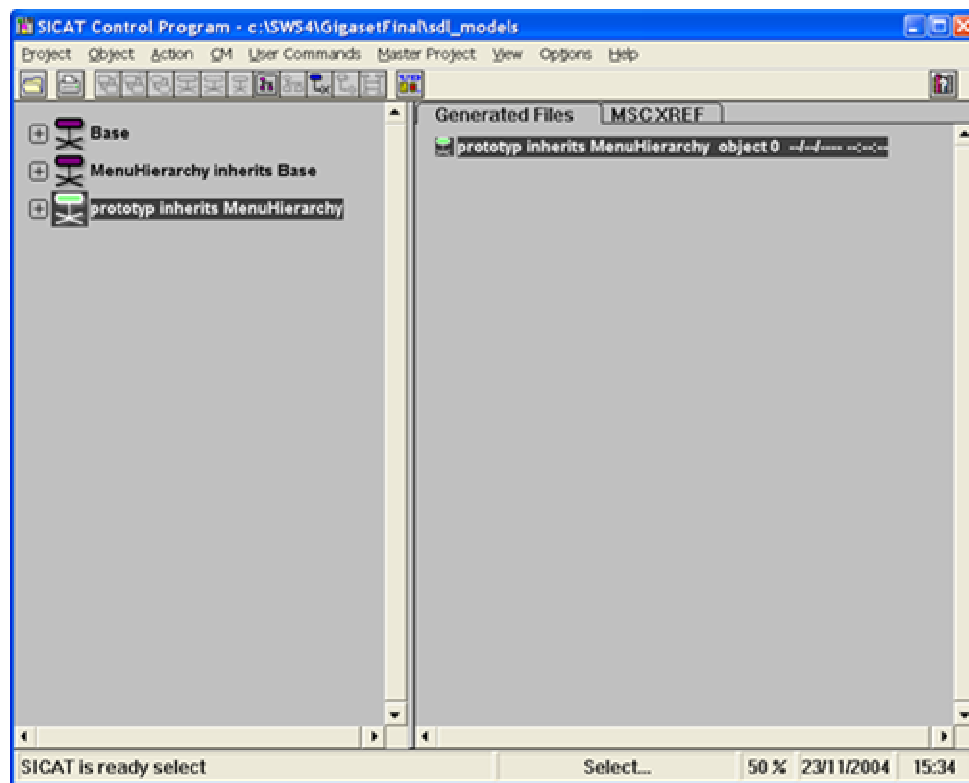 SICAT Control Program - c:\SWS4\GigasetFinal\sdl_models
Project Object Action CM User Commands Master Project View Options Help
Generated Files MSCXREF
Base
MenuHierarchy inherits Base
prototyp inherits MenuHierarchy
prototyp inherits MenuHierarchy object 0 --/--/---- --:--:--
SICAT is ready select Select... 50 % 23/11/2004 15:34